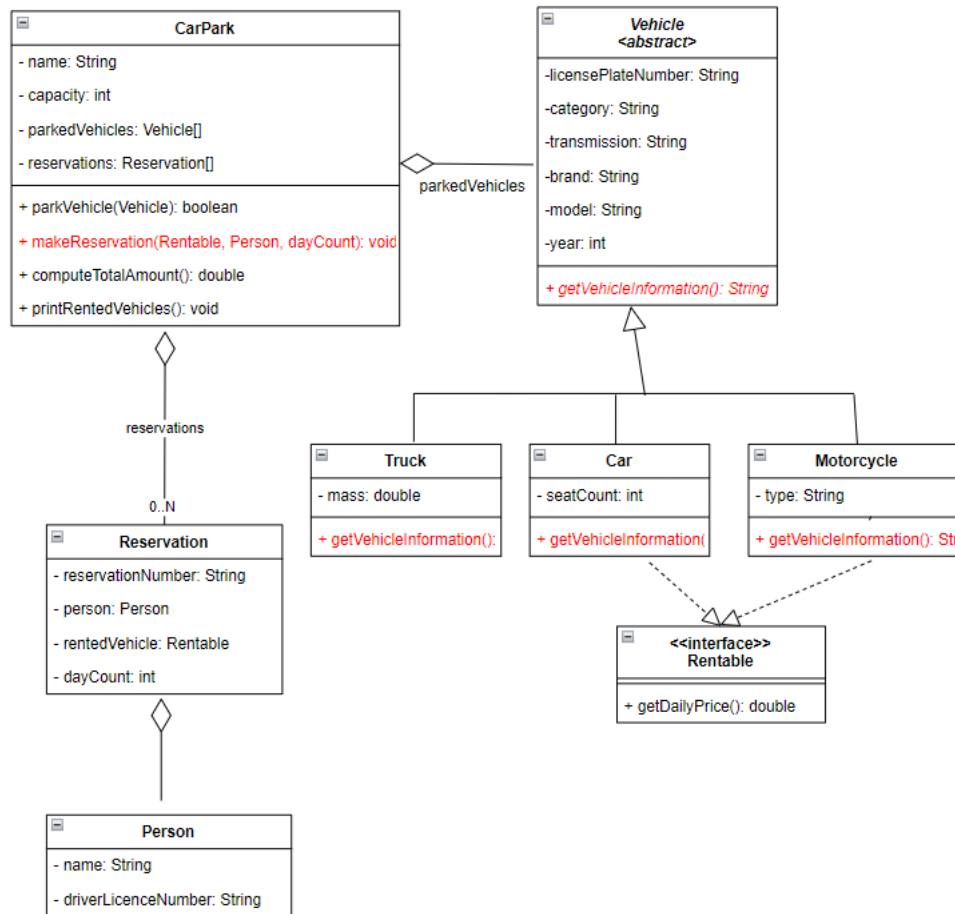 CarPark
- name: String
- capacity: int
- parkedVehicles: Vehicle[]
- reservations: Reservation[]
+ parkVehicle(Vehicle): boolean
+ makeReservation(Rentable, Person, dayCount): void
+ computeTotalAmount(): double
+ printRentedVehicles(): void
parkedVehicles
Vehicle
<abstract>
-licensePlateNumber: String
-category: String
-transmission: String
-brand: String
-model: String
-year: int
+ getVehicleInformation(): String
reservations
0..N
Truck
- mass: double
+ getVehicleInformation():
Car
- seatCount: int
+ getVehicleInformation(
Motorcycle
- type: String
+ getVehicleInformation(): Str
Reservation
- reservationNumber: String
- person: Person
- rentedVehicle: Rentable
- dayCount: int
<<interface>>
Rentable
+ getDailyPrice(): double
Person
- name: String
- driverLicenceNumber: String